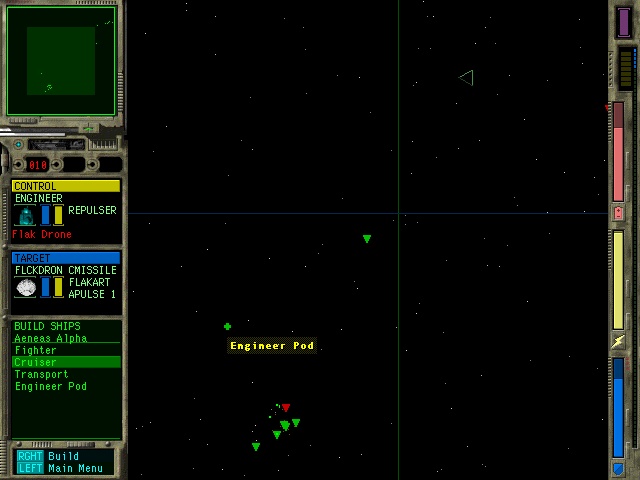 010
CONTROL
ENGINEER
REPULSER
Flak Drone
TARGET
FLCKDRON CMISSILE
FLAKART
APULSE 1
BUILD SHIPS
Aeneas Alpha
Fighter
Cruiser
Transport
Engineer Pod
RGHT Build
LEFT Main Menu
Engineer Pod